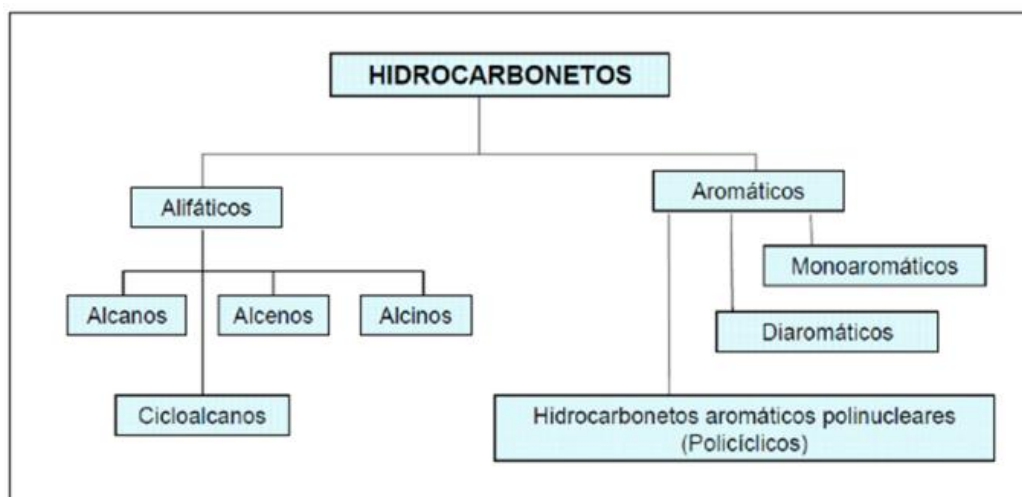 HIDROCARBONETOS
Alifáticos
Aromáticos
Monoaromáticos
Alcanos
Alcenos
Alcinos
Diaromáticos
Cicloalcanos
Hidrocarbonetos aromáticos polinucleares
(Policíclicos)